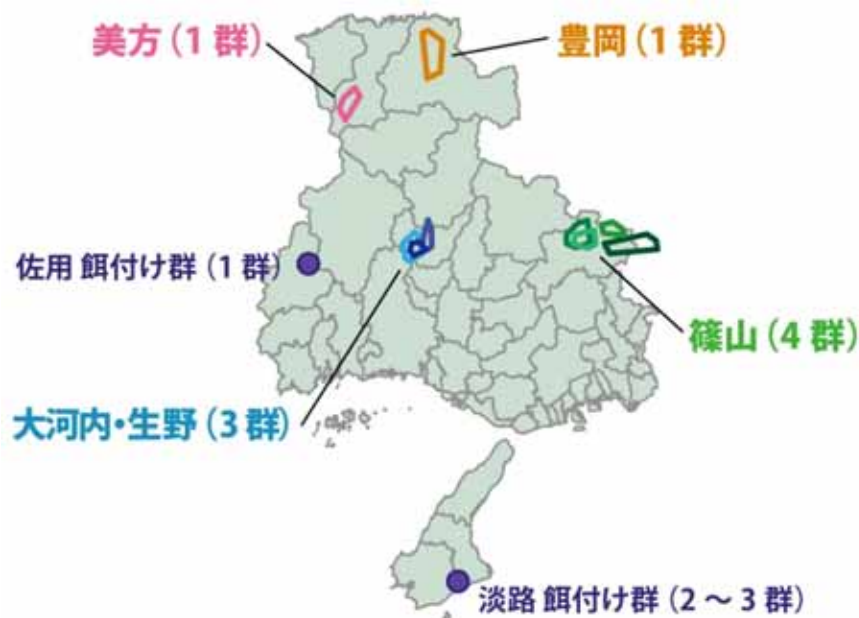 美方（1 群）
豊岡（1 群）
佐用 餌付け群（1 群）
篠山（4 群）
大河内・生野（3 群）
淡路 餌付け群（2 ～ 3 群）